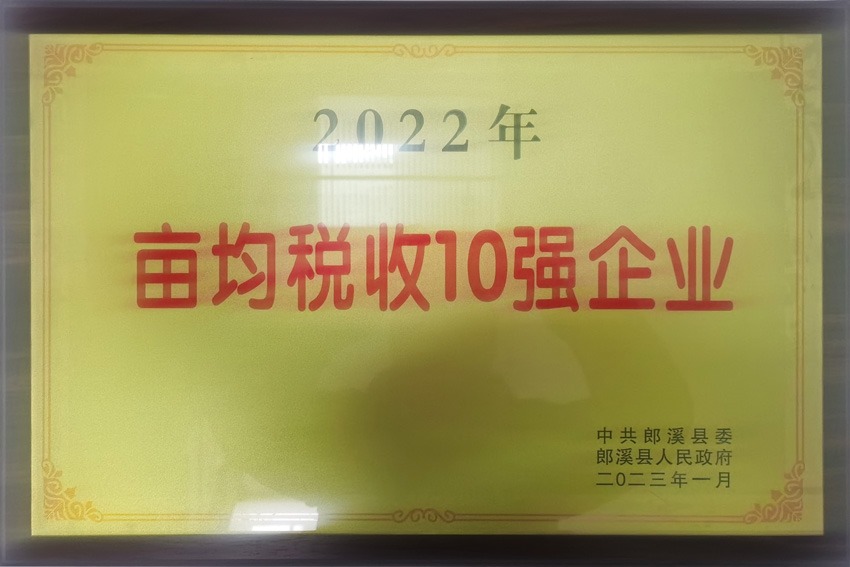 2022年
亩均税收10强企业
中共郎溪县委
郎溪县人民政府
二〇二三年一月